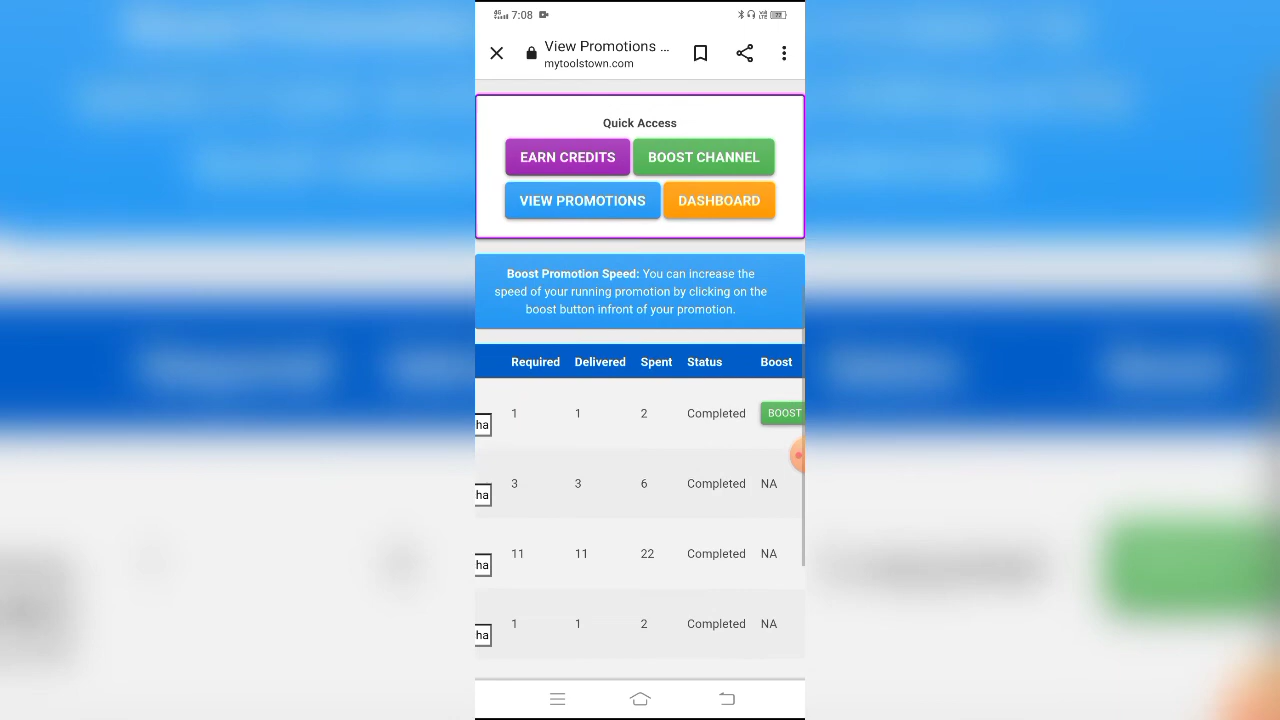 4G 7:08
View Promotions ...
mytoolstown.com
Quick Access
EARN CREDITS BOOST CHANNEL
VIEW PROMOTIONS DASHBOARD
Boost Promotion Speed: You can increase the
speed of your running promotion by clicking on the
boost button infront of your promotion.
Required Delivered Spent Status Boost
1 1 2 Completed BOOST
ha
3 3 6 Completed NA
ha
11 11 22 Completed NA
ha
1 1 2 Completed NA
ha